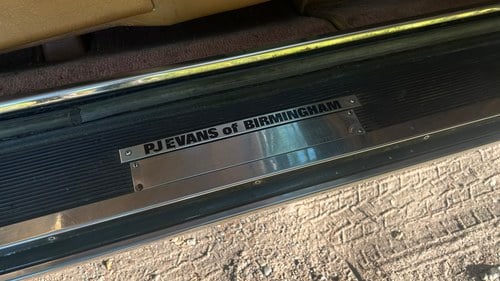 PJ EVANS of BIRMINGHAM